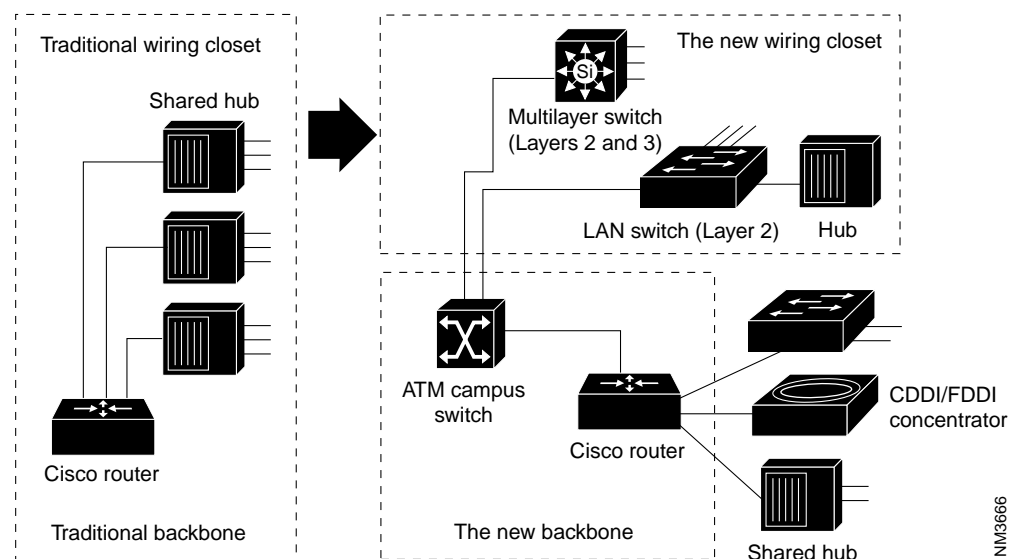 Traditional wiring closet
Shared hub
Cisco router
Traditional backbone
The new wiring closet
Si
Multilayer switch
(Layers 2 and 3)
LAN switch (Layer 2)
Hub
ATM campus
switch
Cisco router
The new backbone
CDDI/FDDI
concentrator
Shared hub
NM3666